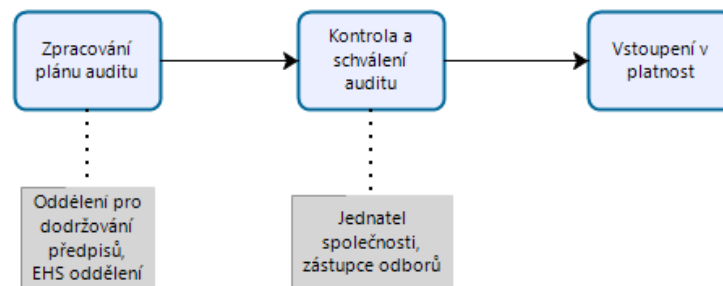 Zpracování
plánu auditu
Kontrola a
schválení
auditu
Vstoupení v
platnost
Oddělení pro
dodržování
předpisů,
EHS oddělení
Jednatel
společnosti,
zástupce odborů